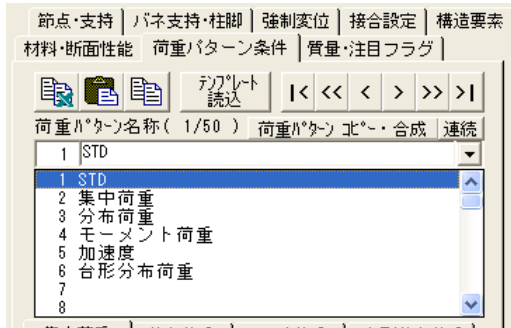 節点・支持 バネ支持・柱脚 強制変位 接合設定 構造要素
材料・断面性能 荷重パターン条件 質量・注目フラグ
ﾃﾝﾌﾟﾚｰﾄ
読込
|< << < > >> >|
荷重ﾊﾟﾀｰﾝ名称( 1/50 ) 荷重ﾊﾟﾀｰﾝ ｺﾋﾟｰ・合成 連続
1 STD
1 STD
2 集中荷重
3 分布荷重
4 モーメント荷重
5 加速度
6 台形分布荷重
7
8